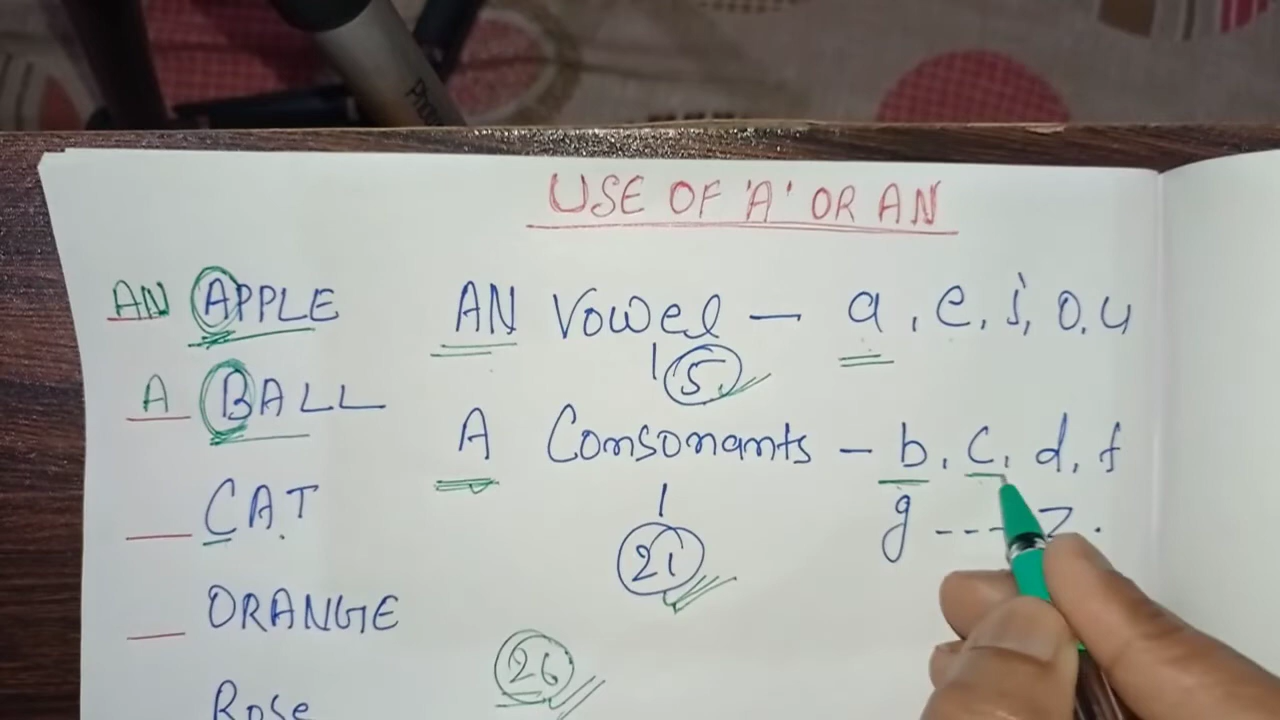 USE OF 'A' OR AN
AN APPLE
A BALL
_ CAT
_ ORANGE
Rose
AN Vowel - a, e, i, o, u
5
A Consonants - b, c, d, f
g --- z.
21
26